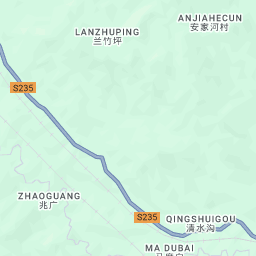 ANJIAHECUN
安家河村
LANZHUPING
兰竹坪
S235
ZHAOGUANG
兆广
S235
QINGSHUIGOU
清水沟
MA DUBAI